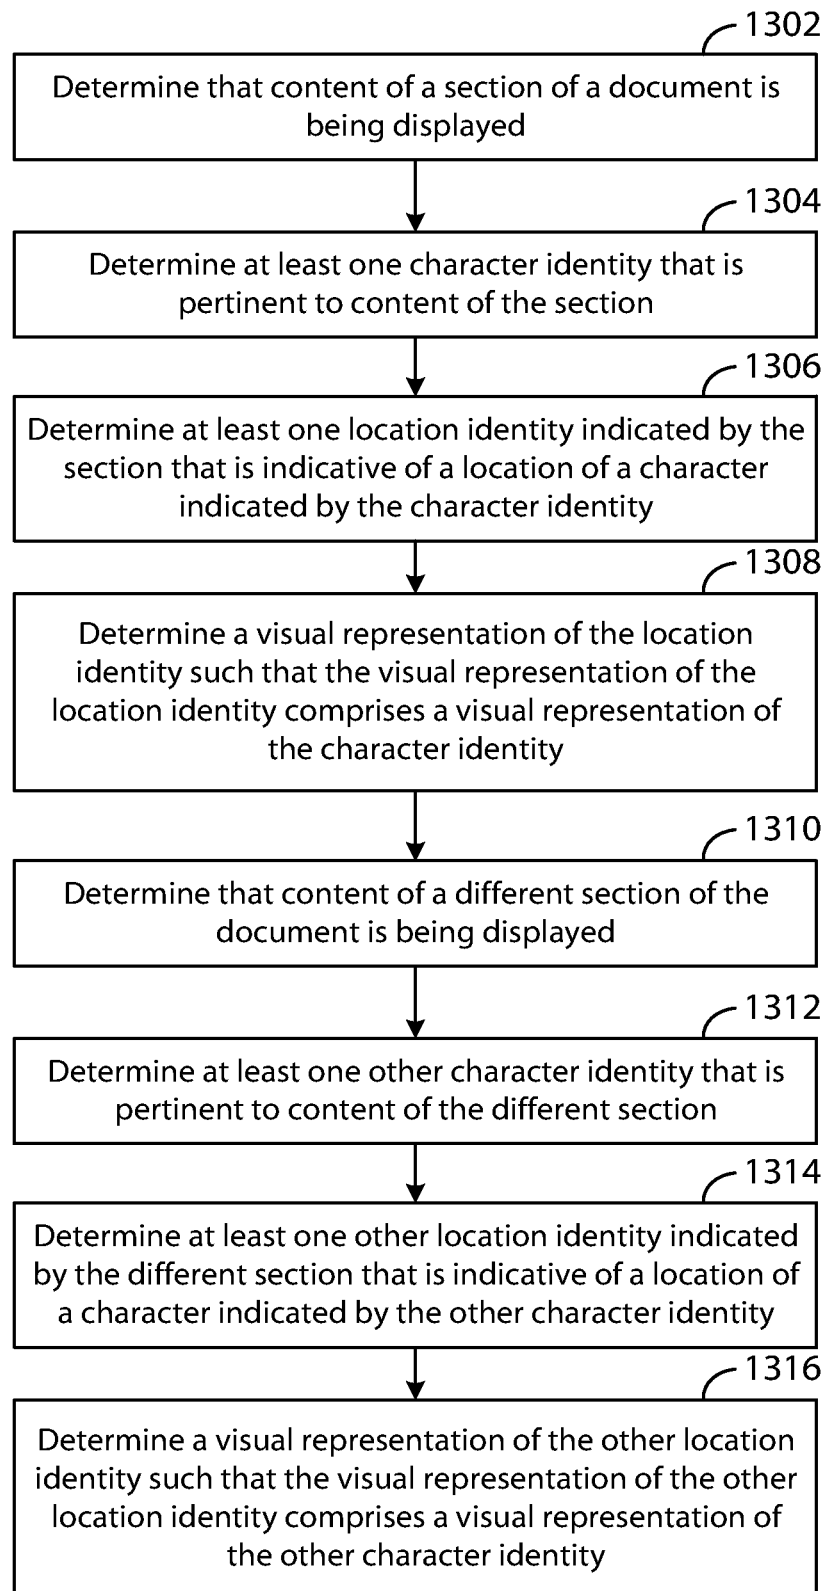 1302
Determine that content of a section of a document is
being displayed
1304
Determine at least one character identity that is
pertinent to content of the section
1306
Determine at least one location identity indicated by the
section that is indicative of a location of a character
indicated by the character identity
1308
Determine a visual representation of the location
identity such that the visual representation of the
location identity comprises a visual representation of
the character identity
1310
Determine that content of a different section of the
document is being displayed
1312
Determine at least one other character identity that is
pertinent to content of the different section
1314
Determine at least one other location identity indicated
by the different section that is indicative of a location of
a character indicated by the other character identity
1316
Determine a visual representation of the other location
identity such that the visual representation of the other
location identity comprises a visual representation of
the other character identity